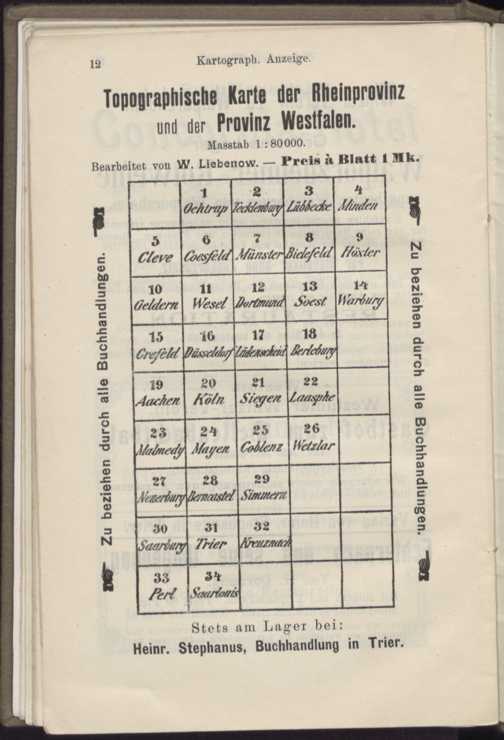 12
Kartograph. Anzeige.
Topographische Karte der Rheinprovinz
und der Provinz Westfalen.
Masstab 1:80000.
Bearbeitet von W. Liebenow. — Preis à Blatt 1 Mk.
1 2 3 4
Ochtrap Tecklenburg Lübbecke Minden
5 6 7 8 9
Cleve Coesfeld Münster Bielefeld Höxter
10 11 12 13 14
Geldern Wesel Dortmund Soest Warburg
15 16 17 18
Crefeld Düsseldorf Lüdenscheid Berleburg
19 20 21 22
Aachen Köln Siegen Laasphe
23 24 25 26
Malmedy Mayen Coblenz Wetzlar
27 28 29
Neuerburg Berncastel Simmern
30 31 32
Saarburg Trier Kreuznach
33 34
Perl Saarlouis
Zu beziehen durch alle Buchhandlungen.
Zu beziehen durch alle Buchhandlungen.
Stets am Lager bei:
Heinr. Stephanus, Buchhandlung in Trier.